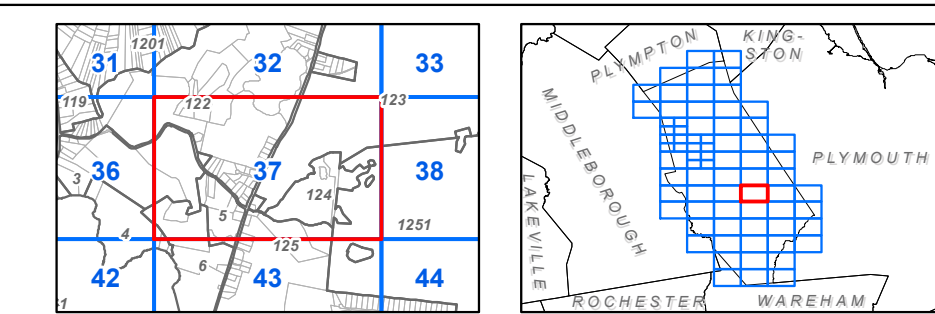 1201
31
32
33
119
122
123
36
37
38
3
124
5
1251
4
125
6
42
43
44
PLYMPTON
KING-
STON
MIDDLEBOROUGH
PLYMOUTH
LAKEVILLE
ROCHESTER
WAREHAM